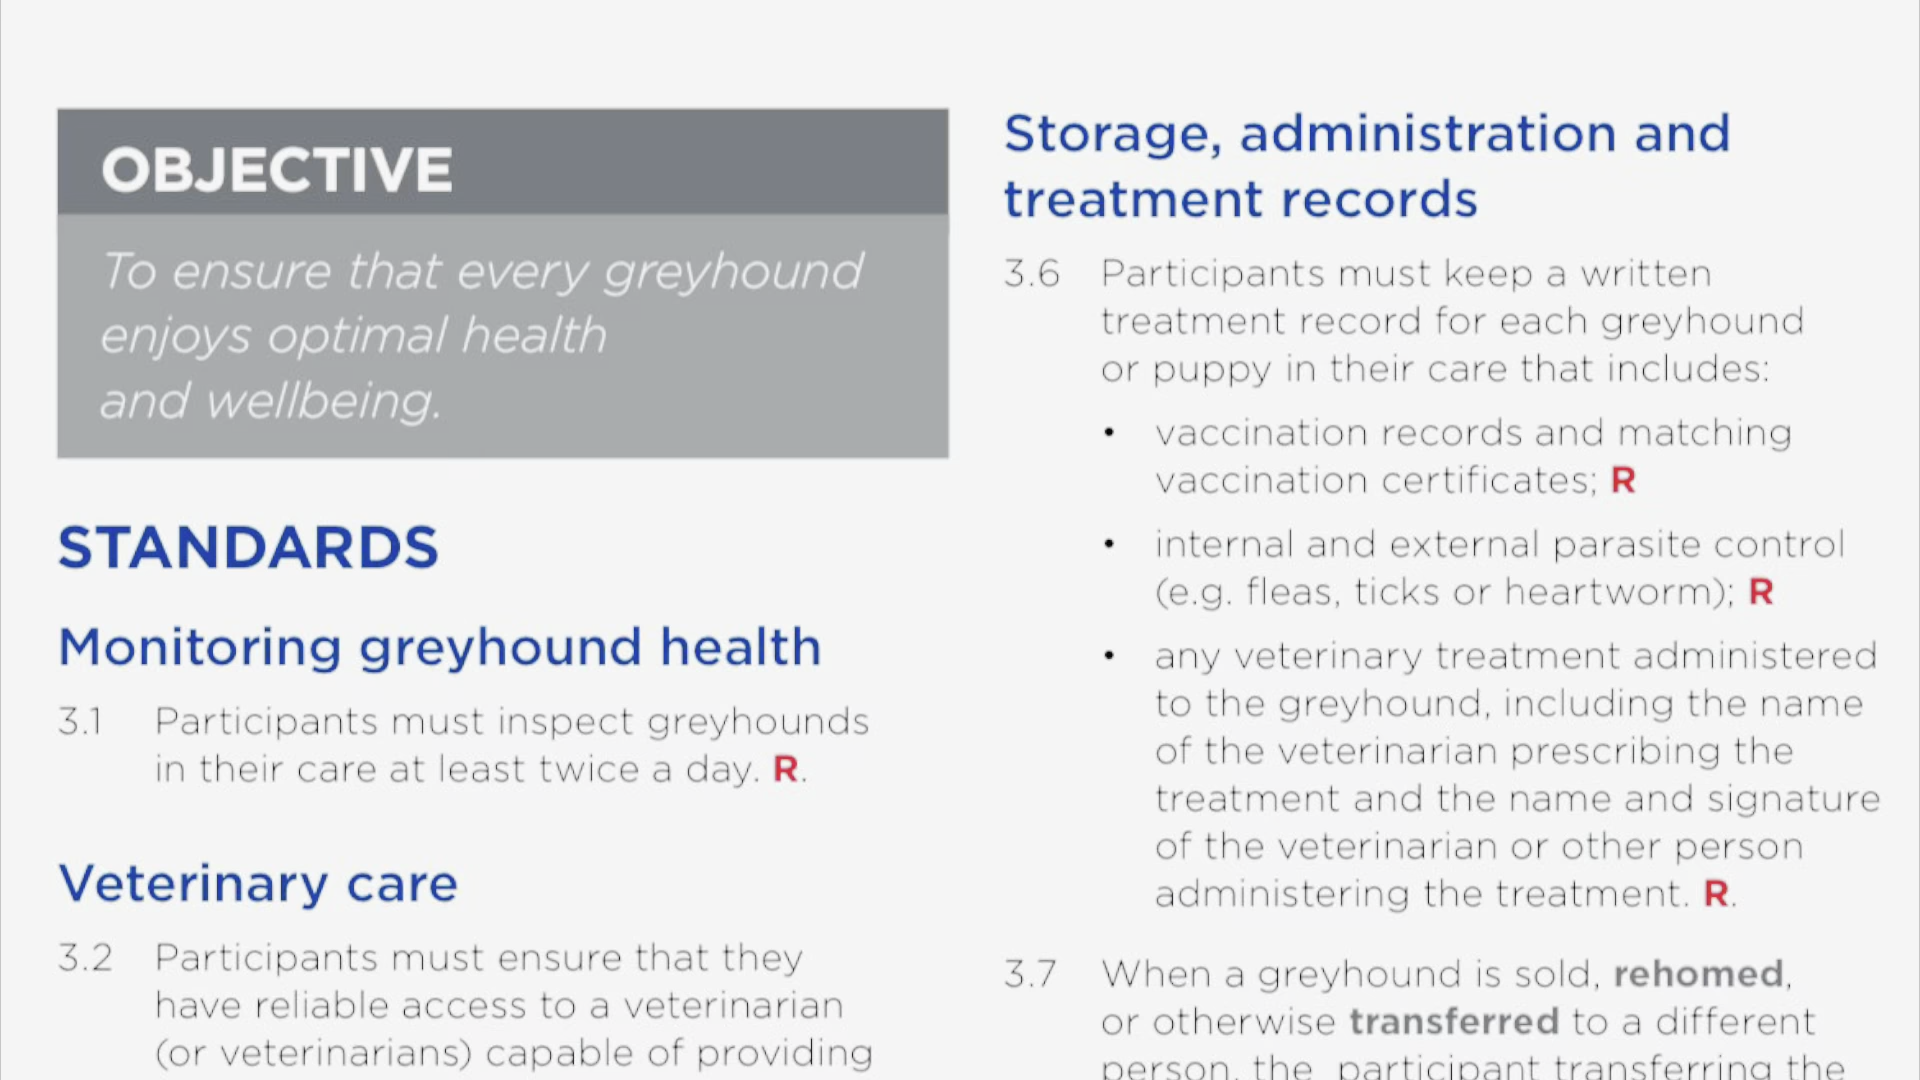 OBJECTIVE
To ensure that every greyhound
enjoys optimal health
and wellbeing.
STANDARDS
Monitoring greyhound health
3.1 Participants must inspect greyhounds
in their care at least twice a day. R.
Veterinary care
3.2 Participants must ensure that they
have reliable access to a veterinarian
(or veterinarians) capable of providing
Storage, administration and
treatment records
3.6 Participants must keep a written
treatment record for each greyhound
or puppy in their care that includes:
• vaccination records and matching
vaccination certificates; R
• internal and external parasite control
(e.g. fleas, ticks or heartworm); R
• any veterinary treatment administered
to the greyhound, including the name
of the veterinarian prescribing the
treatment and the name and signature
of the veterinarian or other person
administering the treatment. R.
3.7 When a greyhound is sold, rehomed,
or otherwise transferred to a different
person, the participant transferring the